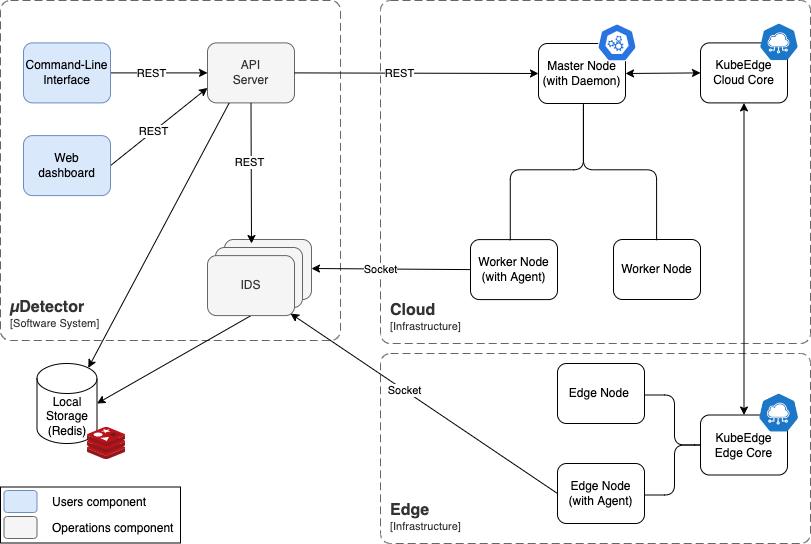 Command-Line
Interface
REST
API
Server
REST
Master Node
(with Daemon)
KubeEdge
Cloud Core
Web
dashboard
REST
REST
IDS
Socket
Worker Node
(with Agent)
Worker Node
µDetector
[Software System]
Cloud
[Infrastructure]
Local
Storage
(Redis)
Socket
Edge Node
KubeEdge
Edge Core
Edge Node
(with Agent)
Edge
[Infrastructure]
Users component
Operations component